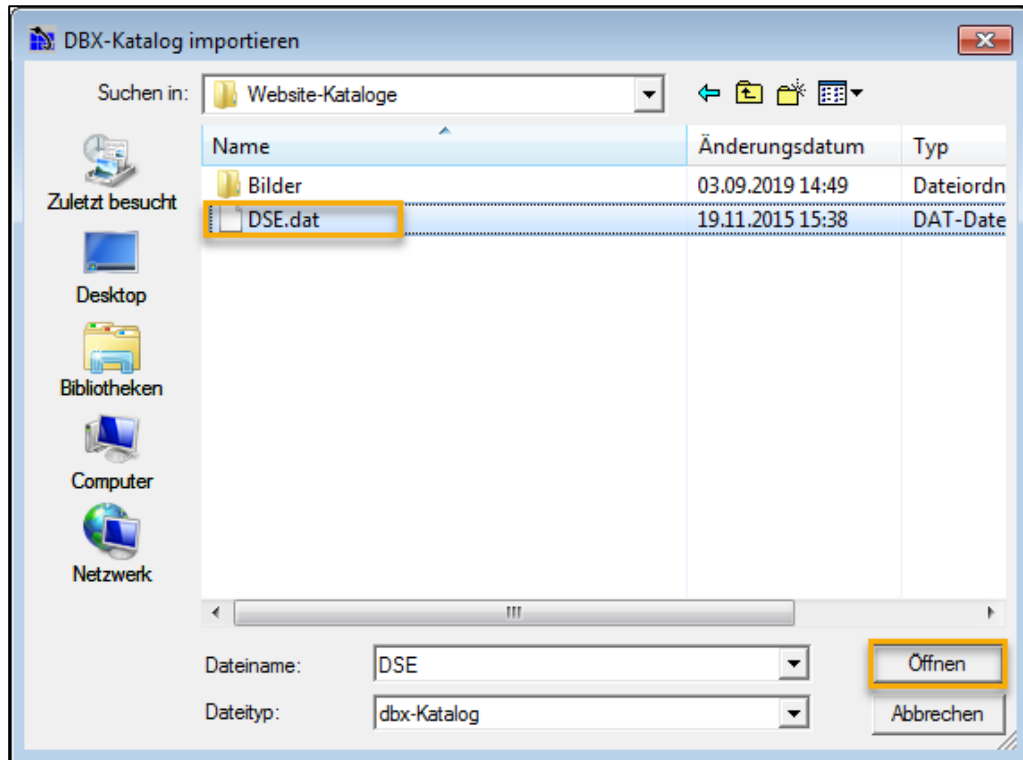 DBX-Katalog importieren
Suchen in: Website-Kataloge
Name Änderungsdatum Typ
Bilder 03.09.2019 14:49 Dateiordn
DSE.dat 19.11.2015 15:38 DAT-Date
Zuletzt besucht
Desktop
Bibliotheken
Computer
Netzwerk
Dateiname: DSE Öffnen
Dateityp: dbx-Katalog Abbrechen